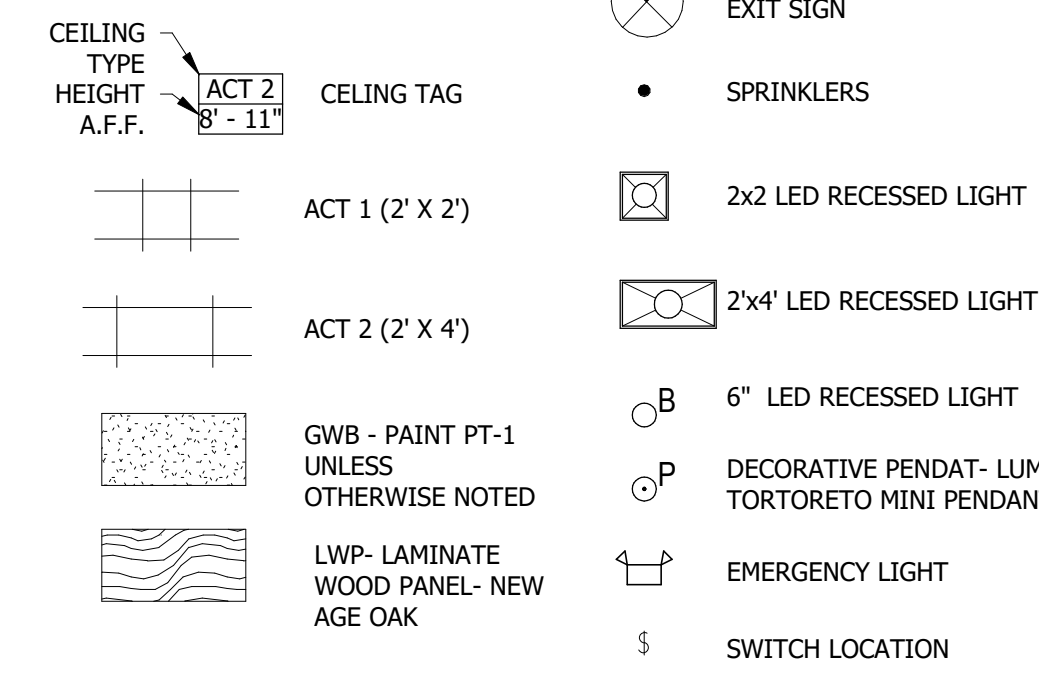 CEILING
TYPE
HEIGHT
A.F.F.
ACT 2
8' - 11"
CELING TAG
ACT 1 (2' X 2')
ACT 2 (2' X 4')
GWB - PAINT PT-1
UNLESS
OTHERWISE NOTED
LWP- LAMINATE
WOOD PANEL- NEW
AGE OAK
EXIT SIGN
SPRINKLERS
2x2 LED RECESSED LIGHT
2'x4' LED RECESSED LIGHT
B
6" LED RECESSED LIGHT
P
DECORATIVE PENDAT-
TORTORETO MINI
EMERGENCY LIGHT
$
SWITCH LOCATION